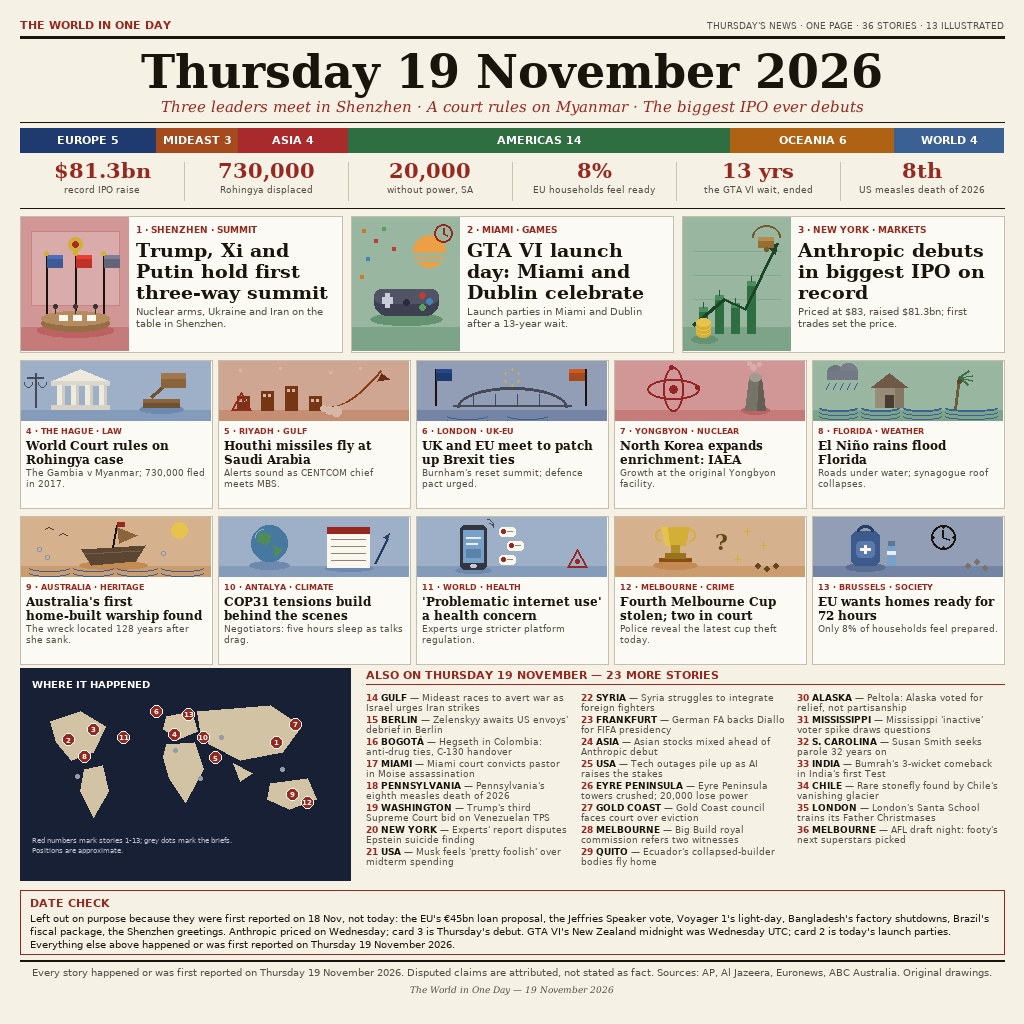 THE WORLD IN ONE DAY
THURSDAY'S NEWS · ONE PAGE · 36 STORIES · 13 ILLUSTRATED
Thursday 19 November 2026
Three leaders meet in Shenzhen · A court rules on Myanmar · The biggest IPO ever debuts
EUROPE 5
MIDEAST 3
ASIA 4
AMERICAS 14
OCEANIA 6
WORLD 4
$81.3bn
record IPO raise
730,000
Rohingya displaced
20,000
without power, SA
8%
EU households feel ready
13 yrs
the GTA VI wait, ended
8th
US measles death of 2026
1 · SHENZHEN · SUMMIT
Trump, Xi and
Putin hold first
three-way summit
Nuclear arms, Ukraine and Iran on the
table in Shenzhen.
2 · MIAMI · GAMES
GTA VI launch
day: Miami and
Dublin celebrate
Launch parties in Miami and Dublin
after a 13-year wait.
3 · NEW YORK · MARKETS
Anthropic debuts
in biggest IPO on
record
Priced at $83, raised $81.3bn; first
trades set the price.
4 · THE HAGUE · LAW
World Court rules on
Rohingya case
The Gambia v Myanmar; 730,000 fled
in 2017.
5 · RIYADH · GULF
Houthi missiles fly at
Saudi Arabia
Alerts sound as CENTCOM chief
meets MBS.
6 · LONDON · UK-EU
UK and EU meet to patch
up Brexit ties
Burnham's reset summit; defence
pact urged.
7 · YONGBYON · NUCLEAR
North Korea expands
enrichment: IAEA
Growth at the original Yongbyon
facility.
8 · FLORIDA · WEATHER
El Niño rains flood
Florida
Roads under water; synagogue roof
collapses.
9 · AUSTRALIA · HERITAGE
Australia's first
home-built warship found
The wreck located 128 years after
she sank.
10 · ANTALYA · CLIMATE
COP31 tensions build
behind the scenes
Negotiators: five hours sleep as talks
drag.
11 · WORLD · HEALTH
'Problematic internet use'
a health concern
Experts urge stricter platform
regulation.
?
12 · MELBOURNE · CRIME
Fourth Melbourne Cup
stolen; two in court
Police reveal the latest cup theft
today.
13 · BRUSSELS · SOCIETY
EU wants homes ready for
72 hours
Only 8% of households feel prepared.
WHERE IT HAPPENED
6
13
7
3
2
11
4
10
1
8
5
9
12
Red numbers mark stories 1-13; grey dots mark the briefs.
Positions are approximate.
ALSO ON THURSDAY 19 NOVEMBER — 23 MORE STORIES
14 GULF — Mideast races to avert war as
Israel urges Iran strikes
15 BERLIN — Zelenskyy awaits US envoys'
debrief in Berlin
16 BOGOTÁ — Hegseth in Colombia:
anti-drug ties, C-130 handover
17 MIAMI — Miami court convicts pastor
in Moise assassination
18 PENNSYLVANIA — Pennsylvania's
eighth measles death of 2026
19 WASHINGTON — Trump's third
Supreme Court bid on Venezuelan TPS
20 NEW YORK — Experts' report disputes
Epstein suicide finding
21 USA — Musk feels 'pretty foolish' over
midterm spending
22 SYRIA — Syria struggles to integrate
foreign fighters
23 FRANKFURT — German FA backs Diallo
for FIFA presidency
24 ASIA — Asian stocks mixed ahead of
Anthropic debut
25 USA — Tech outages pile up as AI
raises the stakes
26 EYRE PENINSULA — Eyre Peninsula
towers crushed; 20,000 lose power
27 GOLD COAST — Gold Coast council
faces court over eviction
28 MELBOURNE — Big Build royal
commission refers two witnesses
29 QUITO — Ecuador's collapsed-builder
bodies fly home
30 ALASKA — Peltola: Alaska voted for
relief, not partisanship
31 MISSISSIPPI — Mississippi 'inactive'
voter spike draws questions
32 S. CAROLINA — Susan Smith seeks
parole 32 years on
33 INDIA — Bumrah's 3-wicket comeback
in India's first Test
34 CHILE — Rare stonefly found by Chile's
vanishing glacier
35 LONDON — London's Santa School
trains its Father Christmases
36 MELBOURNE — AFL draft night: footy's
next superstars picked
DATE CHECK
Left out on purpose because they were first reported on 18 Nov, not today: the EU's €45bn loan proposal, the Jeffries Speaker vote, Voyager 1's light-day, Bangladesh's factory shutdowns, Brazil's
fiscal package, the Shenzhen greetings. Anthropic priced on Wednesday; card 3 is Thursday's debut. GTA VI's New Zealand midnight was Wednesday UTC; card 2 is today's launch parties.
Everything else above happened or was first reported on Thursday 19 November 2026.
Every story happened or was first reported on Thursday 19 November 2026. Disputed claims are attributed, not stated as fact. Sources: AP, Al Jazeera, Euronews, ABC Australia. Original drawings.
The World in One Day — 19 November 2026